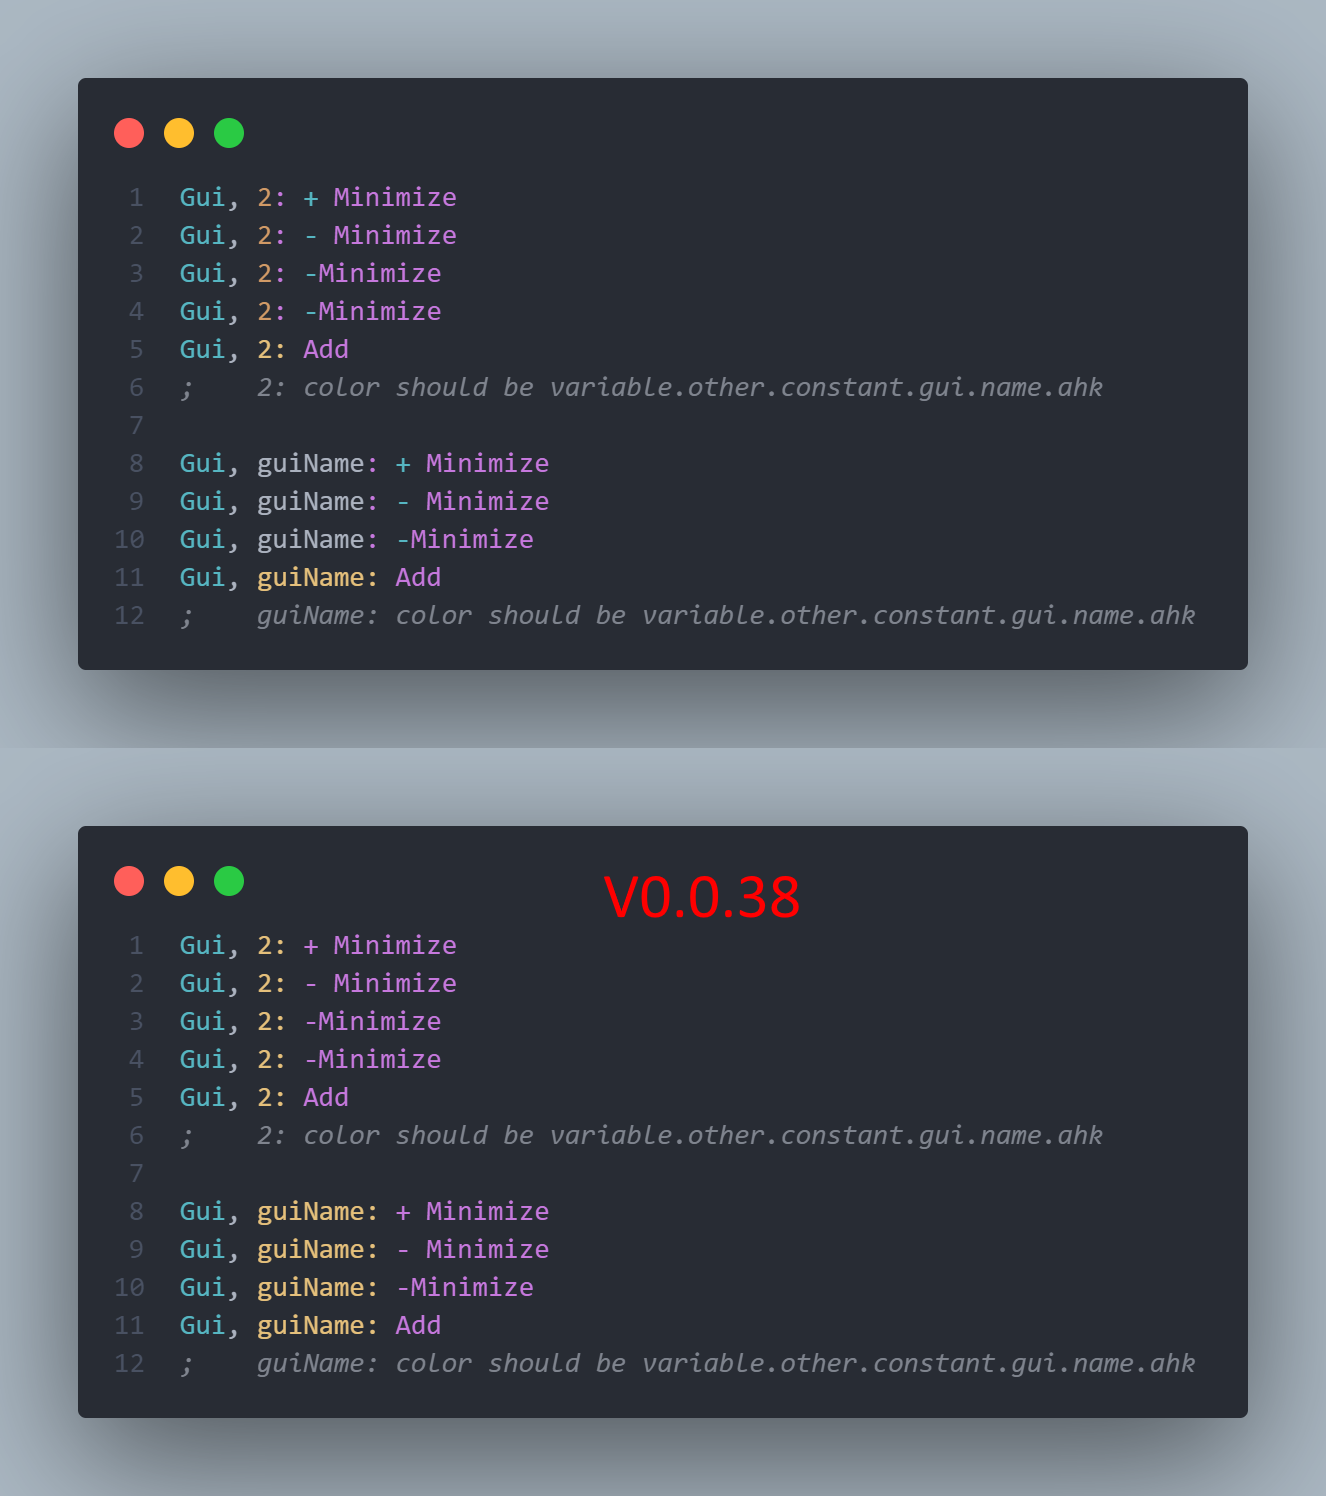 1 Gui, 2: + Minimize
2 Gui, 2: - Minimize
3 Gui, 2: -Minimize
4 Gui, 2: -Minimize
5 Gui, 2: Add
6 ;    2: color should be variable.other.constant.gui.name.ahk
7
8 Gui, guiName: + Minimize
9 Gui, guiName: - Minimize
10 Gui, guiName: -Minimize
11 Gui, guiName: Add
12 ;    guiName: color should be variable.other.constant.gui.name.ahk
V0.0.38
1 Gui, 2: + Minimize
2 Gui, 2: - Minimize
3 Gui, 2: -Minimize
4 Gui, 2: -Minimize
5 Gui, 2: Add
6 ;    2: color should be variable.other.constant.gui.name.ahk
7
8 Gui, guiName: + Minimize
9 Gui, guiName: - Minimize
10 Gui, guiName: -Minimize
11 Gui, guiName: Add
12 ;    guiName: color should be variable.other.constant.gui.name.ahk